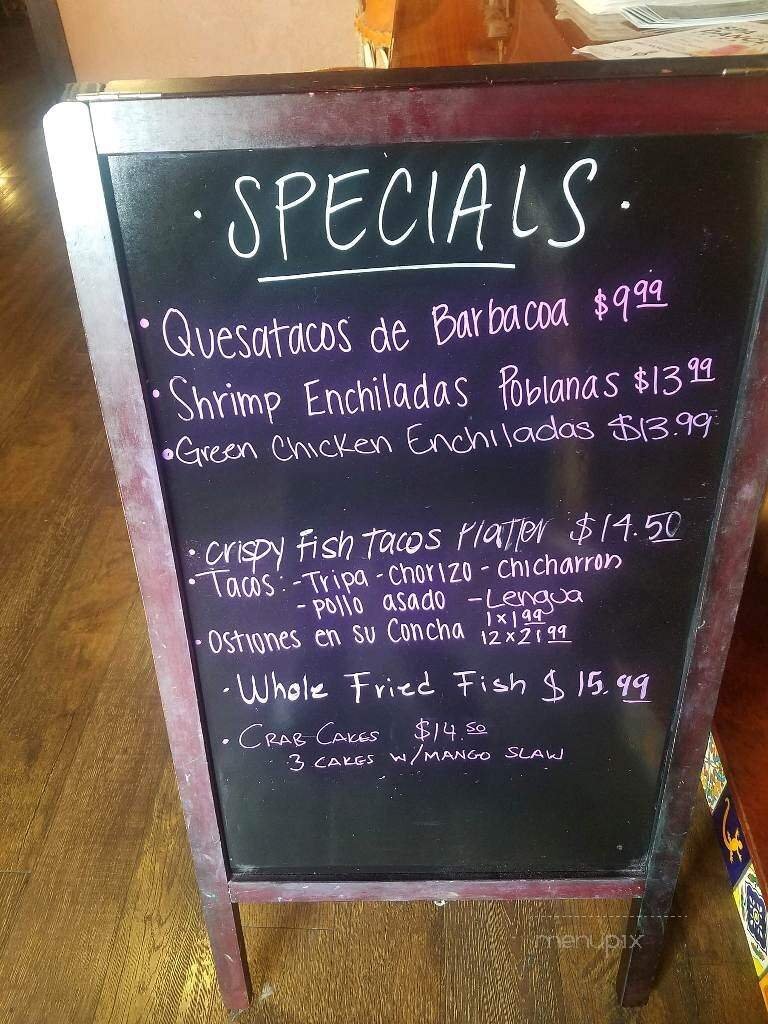 · SPECIALS ·
• Quesatacos de Barbacoa $9.99
• Shrimp Enchiladas Poblanas $13 99
• Green Chicken Enchiladas $13.99
• Crispy Fish Tacos Platter $14.50
• Tacos: - Tripa - Chorizo - Chicharron
- Pollo asado - Lengua
• Ostiones en su Concha 1x1 99
12x21 99
• Whole Fried Fish $15.99
• CRAB CAKES $14.50
3 CAKES W/MANGO SLAW
menupix